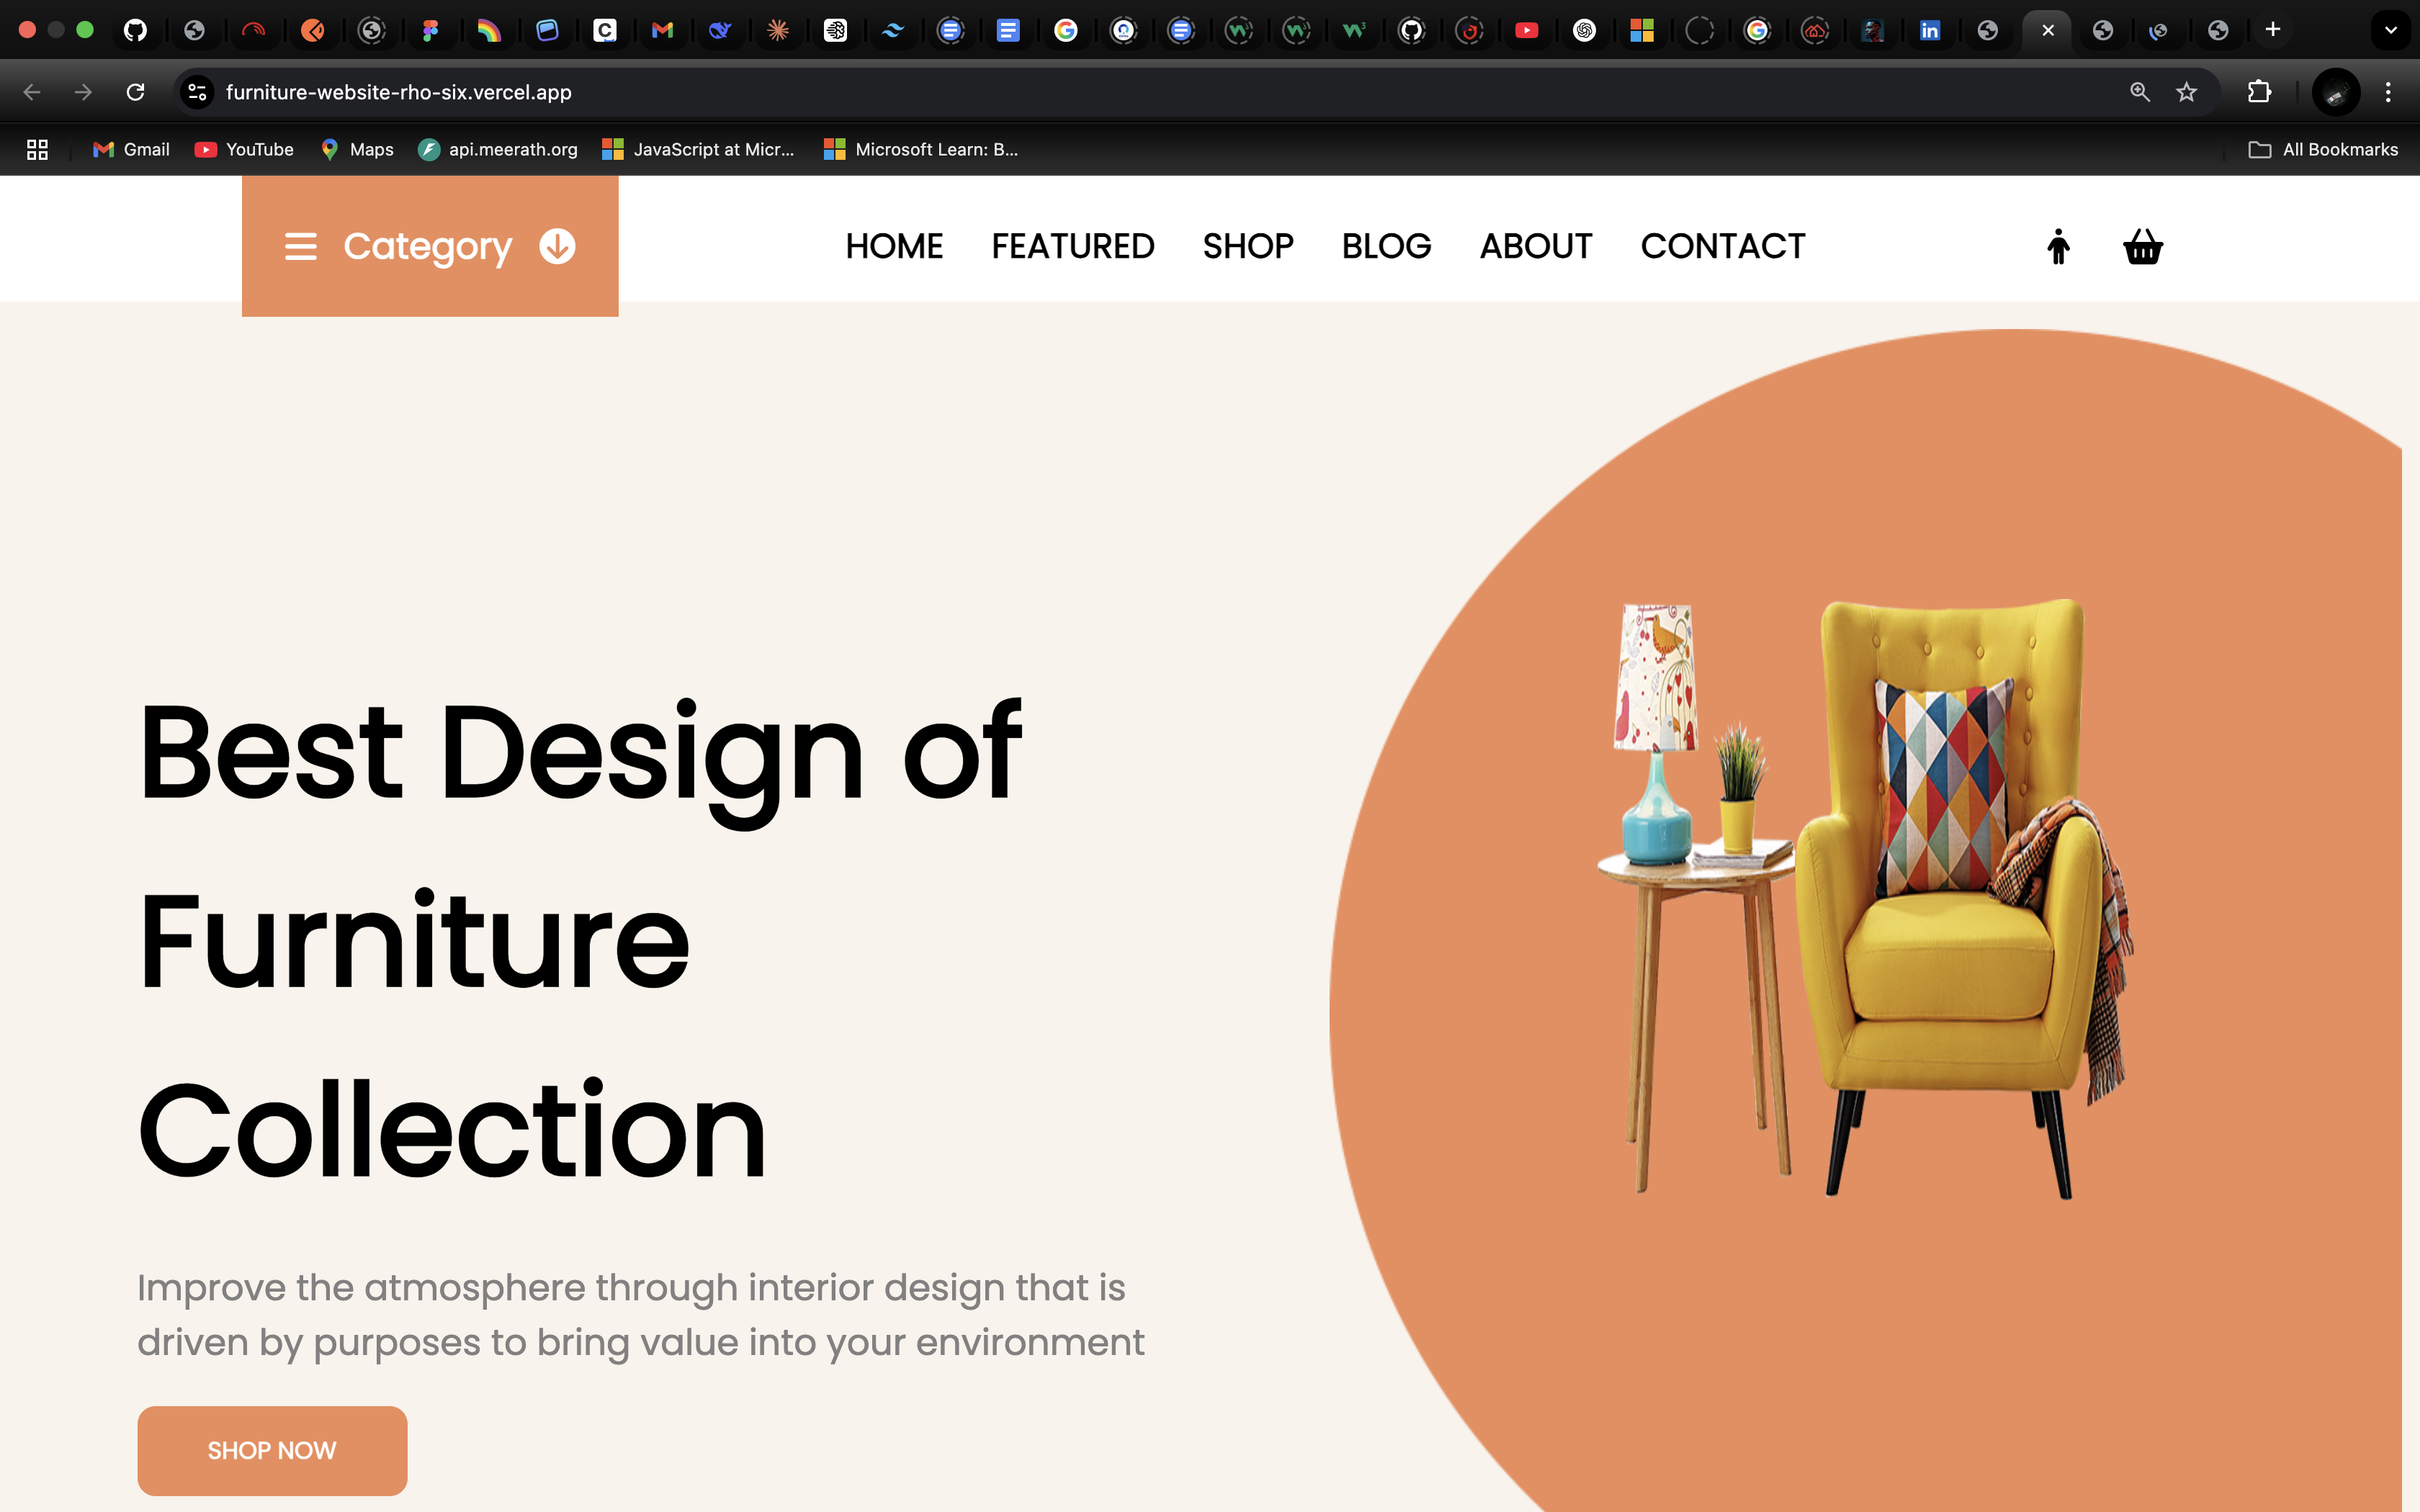 furniture-website-rho-six.vercel.app
Gmail YouTube Maps api.meerath.org JavaScript at Micr... Microsoft Learn: B... All Bookmarks
Category HOME FEATURED SHOP BLOG ABOUT CONTACT
Best Design of
Furniture
Collection
Improve the atmosphere through interior design that is
driven by purposes to bring value into your environment
SHOP NOW